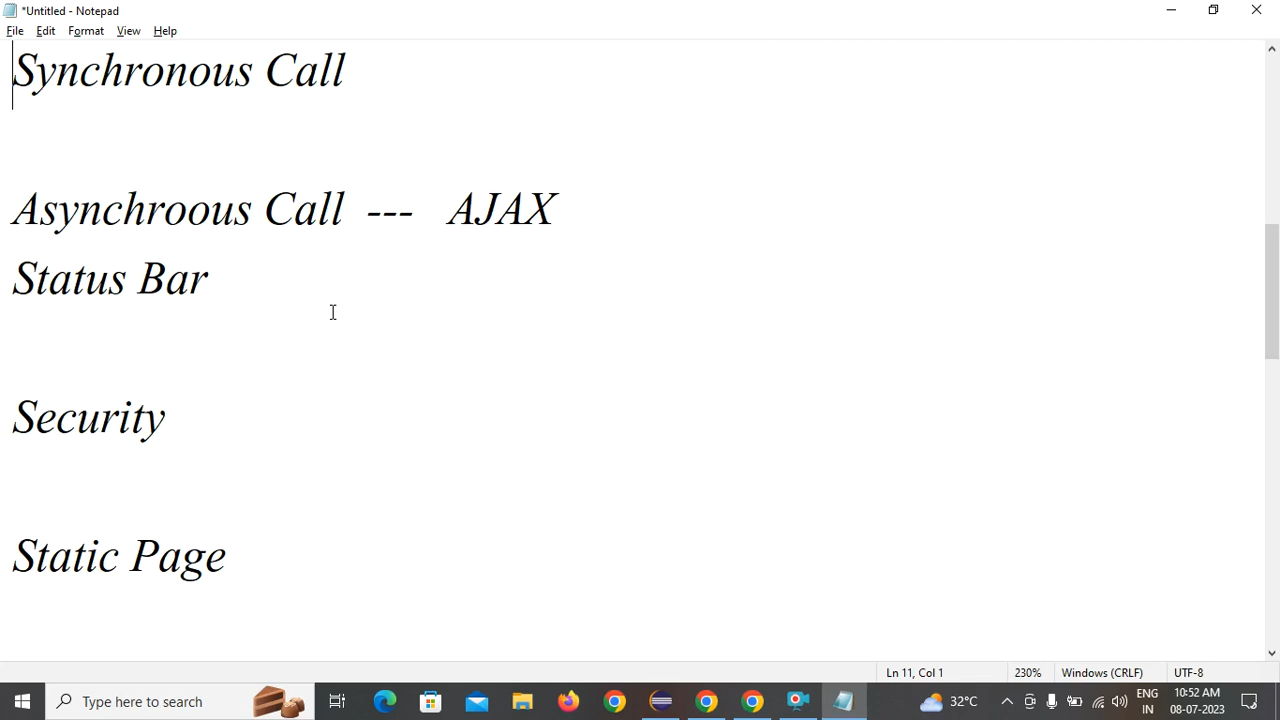 *Untitled - Notepad
File Edit Format View Help
Synchronous Call
Asynchroous Call --- AJAX
Status Bar
Security
Static Page
Ln 11, Col 1 230% Windows (CRLF) UTF-8
Type here to search 32°C ENG 10:52 AM
IN 08-07-2023